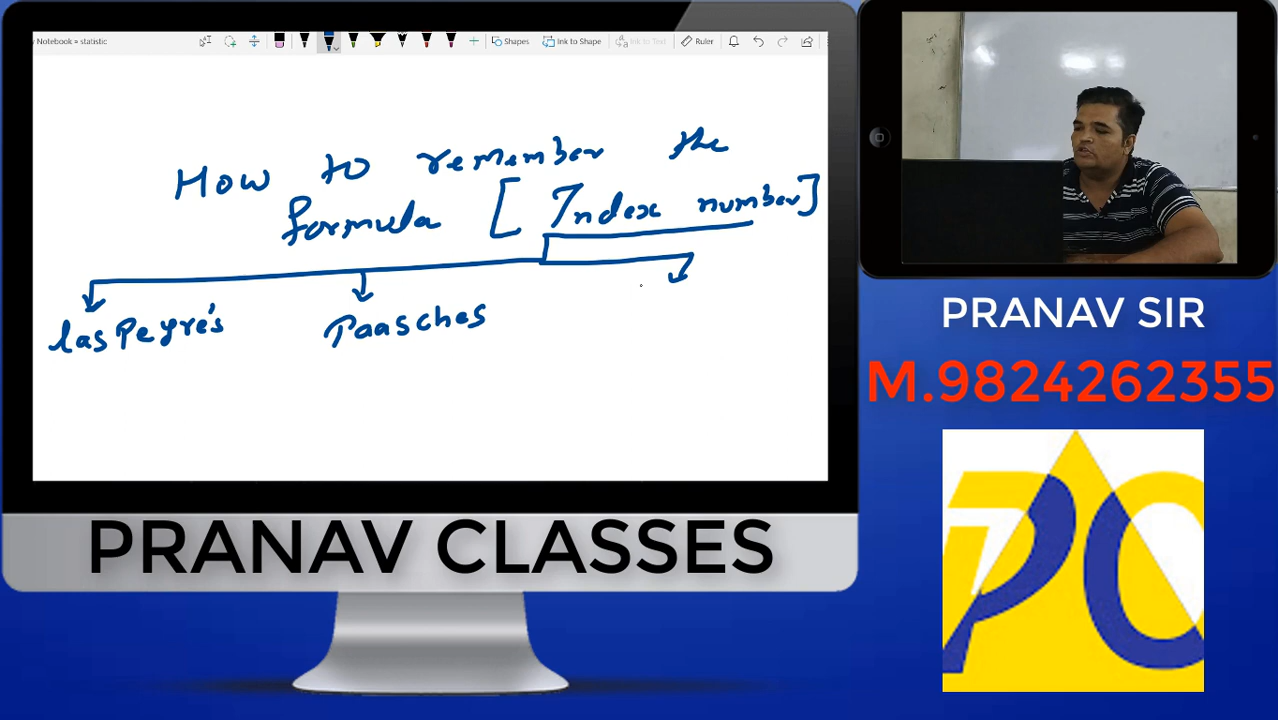 y Notebook » statistic
Shapes
Ink to Shape
Ink to Text
Ruler
How to remember the
formula [Index number]
lasPeyre's
Paasches
PRANAV CLASSES
PRANAV SIR
M.9824262355
PC